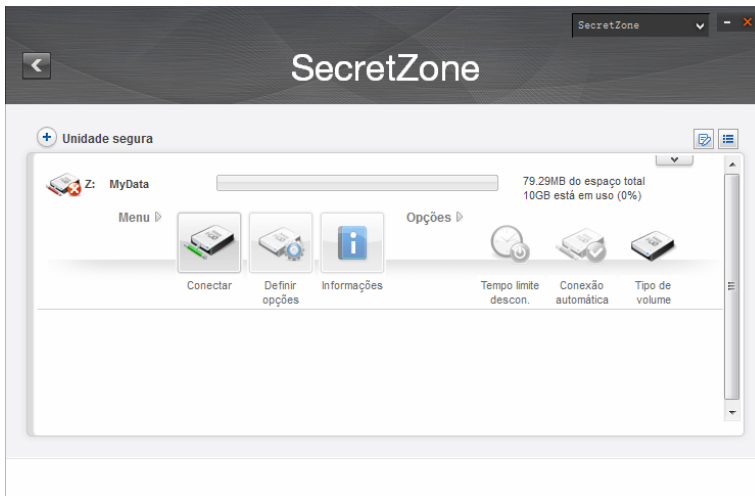 SecretZone
SecretZone
Unidade segura
Z: MyData
79.29MB do espaço total
10GB está em uso (0%)
Menu
Opções
Conectar
Definir opções
Informações
Tempo limite descon.
Conexão automática
Tipo de volume